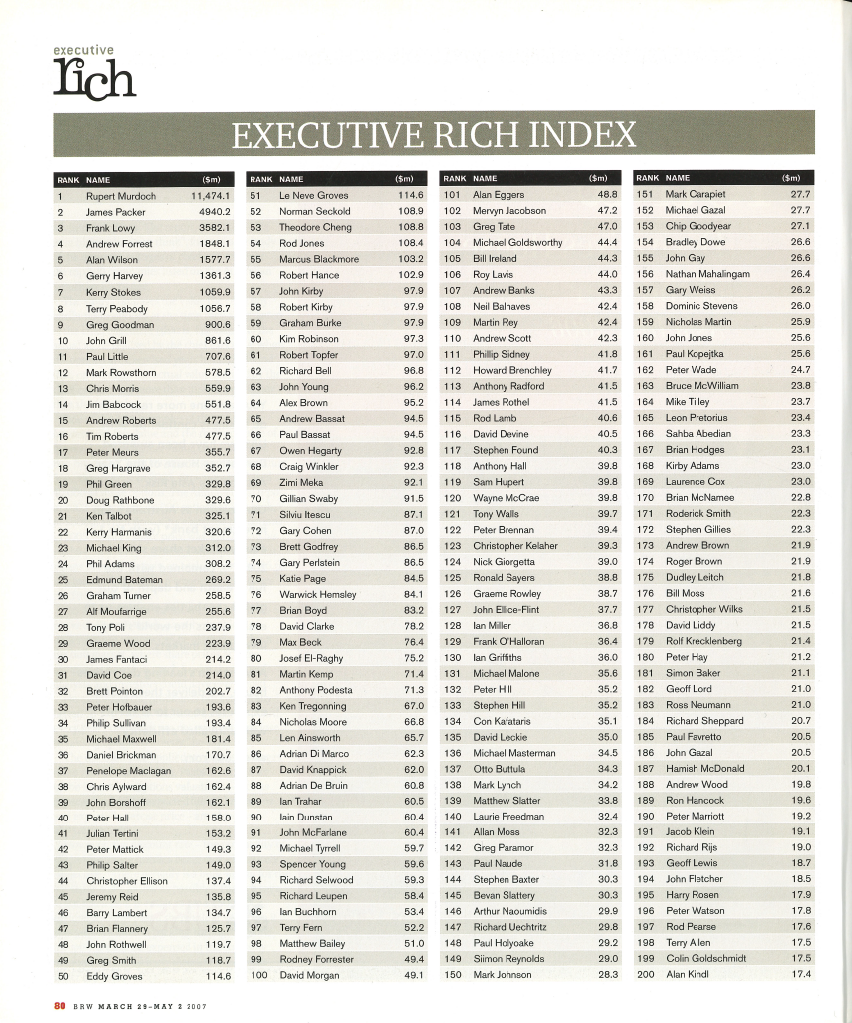 executive
rich
EXECUTIVE RICH INDEX
RANK NAME ($m)
1 Rupert Murdoch 11,474.1
2 James Packer 4940.2
3 Frank Lowy 3582.1
4 Andrew Forrest 1848.1
5 Alan Wilson 1577.7
6 Gerry Harvey 1361.3
7 Kerry Stokes 1059.9
8 Terry Peabody 1056.7
9 Greg Goodman 900.6
10 John Grill 861.6
11 Paul Little 707.6
12 Mark Rowsthorn 578.5
13 Chris Morris 559.9
14 Jim Babcock 551.8
15 Andrew Roberts 477.5
16 Tim Roberts 477.5
17 Peter Meurs 355.7
18 Greg Hargrave 352.7
19 Phil Green 329.8
20 Doug Rathbone 329.6
21 Ken Talbot 325.1
22 Kerry Harmanis 320.6
23 Michael King 312.0
24 Phil Adams 308.2
25 Edmund Bateman 269.2
26 Graham Turner 258.5
27 Alf Moufarrige 255.6
28 Tony Poli 237.9
29 Graeme Wood 223.9
30 James Fantaci 214.2
31 David Coe 214.0
32 Brett Pointon 202.7
33 Peter Hofbauer 193.6
34 Philip Sullivan 193.4
35 Michael Maxwell 181.4
36 Daniel Brickman 170.7
37 Penelope Maclagan 162.6
38 Chris Aylward 162.4
39 John Borshoff 162.1
40 Peter Hall 158.0
41 Julian Tertini 153.2
42 Peter Mattick 149.3
43 Philip Salter 149.0
44 Christopher Ellison 137.4
45 Jeremy Reid 135.8
46 Barry Lambert 134.7
47 Brian Flannery 125.7
48 John Rothwell 119.7
49 Greg Smith 118.7
50 Eddy Groves 114.6
RANK NAME ($m)
51 Le Neve Groves 114.6
52 Norman Seckold 108.9
53 Theodore Cheng 108.8
54 Rod Jones 108.4
55 Marcus Blackmore 103.2
56 Robert Hance 102.9
57 John Kirby 97.9
58 Robert Kirby 97.9
59 Graham Burke 97.9
60 Kim Robinson 97.3
61 Robert Topfer 97.0
62 Richard Bell 96.8
63 John Young 96.2
64 Alex Brown 95.2
65 Andrew Bassat 94.5
66 Paul Bassat 94.5
67 Owen Hegarty 92.8
68 Craig Winkler 92.3
69 Zimi Meka 92.1
70 Gillian Swaby 91.5
71 Silviu Itescu 87.1
72 Gary Cohen 87.0
73 Brett Godfrey 86.5
74 Gary Perlstein 86.5
75 Katie Page 84.5
76 Warwick Hemsley 84.1
77 Brian Boyd 83.2
78 David Clarke 78.2
79 Max Beck 76.4
80 Josef El-Raghy 75.2
81 Martin Kemp 71.4
82 Anthony Podesta 71.3
83 Ken Tregonning 67.0
84 Nicholas Moore 66.8
85 Len Ainsworth 65.7
86 Adrian Di Marco 62.3
87 David Knappick 62.0
88 Adrian De Bruin 60.8
89 Ian Trahar 60.5
90 Iain Dunstan 60.4
91 John McFarlane 60.4
92 Michael Tyrrell 59.7
93 Spencer Young 59.6
94 Richard Selwood 59.3
95 Richard Leupen 58.4
96 Ian Buchhorn 53.4
97 Terry Fern 52.2
98 Matthew Bailey 51.0
99 Rodney Forrester 49.4
100 David Morgan 49.1
RANK NAME ($m)
101 Alan Eggers 48.8
102 Mervyn Jacobson 47.2
103 Greg Tate 47.0
104 Michael Goldsworthy 44.4
105 Bill Ireland 44.3
106 Roy Lavis 44.0
107 Andrew Banks 43.3
108 Neil Balnaves 42.4
109 Martin Rey 42.4
110 Andrew Scott 42.3
111 Phillip Sidney 41.8
112 Howard Brenchley 41.7
113 Anthony Radford 41.5
114 James Rothel 41.5
115 Rod Lamb 40.6
116 David Devine 40.5
117 Stephen Found 40.3
118 Anthony Hall 39.8
119 Sam Hupert 39.8
120 Wayne McCrae 39.8
121 Tony Walls 39.7
122 Peter Brennan 39.4
123 Christopher Kelaher 39.3
124 Nick Giorgetta 39.0
125 Ronald Sayers 38.8
126 Graeme Rowley 38.7
127 John Ellice-Flint 37.7
128 Ian Miller 36.8
129 Frank O'Halloran 36.4
130 Ian Griffiths 36.0
131 Michael Malone 35.6
132 Peter Hill 35.2
133 Stephen Hill 35.2
134 Con Kataris 35.1
135 David Leckie 35.0
136 Michael Masterman 34.5
137 Otto Buttula 34.3
138 Mark Lynch 34.2
139 Matthew Slatter 33.8
140 Laurie Freedman 32.4
141 Allan Moss 32.3
142 Greg Paramor 32.3
143 Paul Naude 31.8
144 Stephen Baxter 30.3
145 Bevan Slattery 30.3
146 Arthur Naoumidis 29.9
147 Richard Uechtritz 29.8
148 Paul Holyoake 29.2
149 Siimon Reynolds 29.0
150 Mark Johnson 28.3
RANK NAME ($m)
151 Mark Carapiet 27.7
152 Michael Gazal 27.7
153 Chip Goodyear 27.1
154 Bradley Dowe 26.6
155 John Gay 26.6
156 Nathan Mahalingam 26.4
157 Gary Weiss 26.2
158 Dominic Stevens 26.0
159 Nicholas Martin 25.9
160 John Jones 25.6
161 Paul Kopejtka 25.6
162 Peter Wade 24.7
163 Bruce McWilliam 23.8
164 Mike Tilley 23.7
165 Leon Pretorius 23.4
166 Sahba Abedian 23.3
167 Brian Hodges 23.1
168 Kirby Adams 23.0
169 Laurence Cox 23.0
170 Brian McNamee 22.8
171 Roderick Smith 22.3
172 Stephen Gillies 22.3
173 Andrew Brown 21.9
174 Roger Brown 21.9
175 Dudley Leitch 21.8
176 Bill Moss 21.6
177 Christopher Wilks 21.5
178 David Liddy 21.5
179 Rolf Krecklenberg 21.4
180 Peter Hay 21.2
181 Simon Baker 21.1
182 Geoff Lord 21.0
183 Ross Neumann 21.0
184 Richard Sheppard 20.7
185 Paul Favretto 20.5
186 John Gazal 20.5
187 Hamish McDonald 20.1
188 Andrew Wood 19.8
189 Ron Hancock 19.6
190 Peter Marriott 19.2
191 Jacob Klein 19.1
192 Richard Rijs 19.0
193 Geoff Lewis 18.7
194 John Fletcher 18.5
195 Harry Rosen 17.9
196 Peter Watson 17.8
197 Rod Pearse 17.6
198 Terry Allen 17.5
199 Colin Goldschmidt 17.5
200 Alan Kindl 17.4
80 BRW MARCH 29–MAY 2 2007